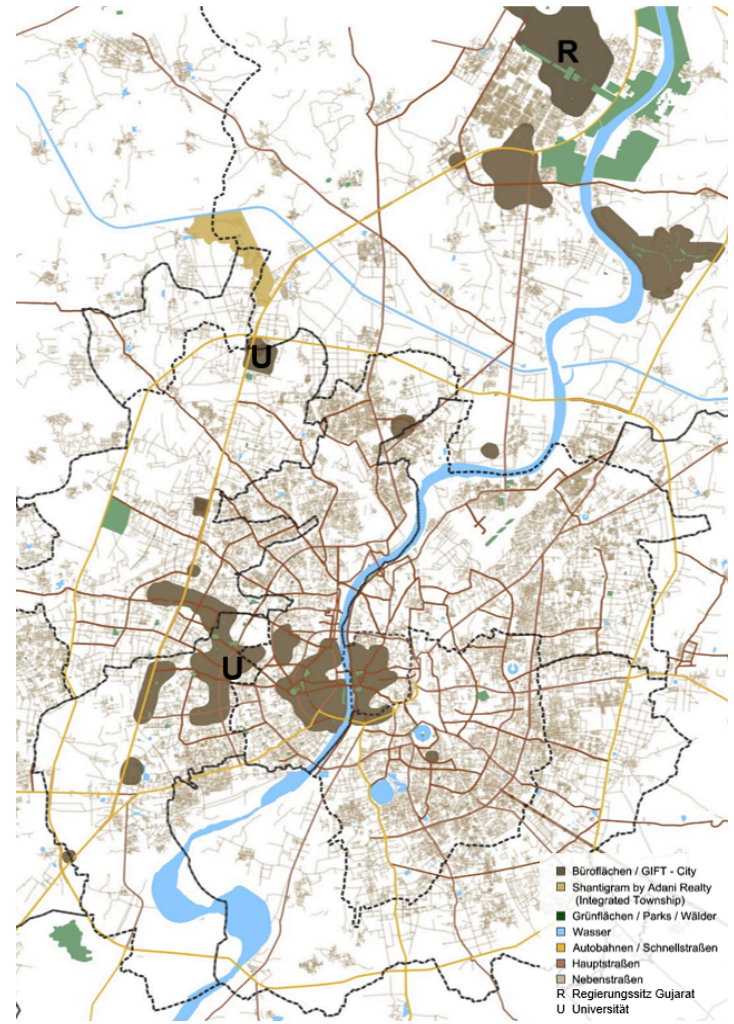 R
U
U
Büroflächen / GIFT - City
Shantigram by Adani Realty
(Integrated Township)
Grünflächen / Parks / Wälder
Wasser
Autobahnen / Schnellstraßen
Hauptstraßen
Nebenstraßen
R Regierungssitz Gujarat
U Universität